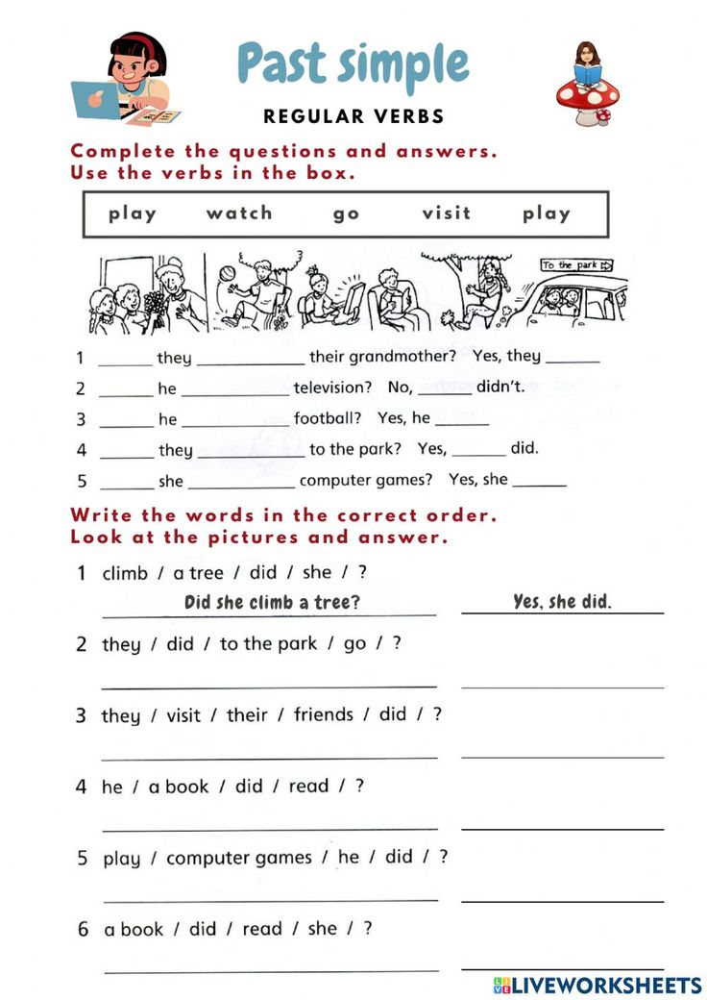 Past simple
REGULAR VERBS
Complete the questions and answers.
Use the verbs in the box.
play watch go visit play
To the park
1 ______ they ____________ their grandmother? Yes, they ______
2 ______ he ____________ television? No, ______ didn't.
3 ______ he ____________ football? Yes, he ______
4 ______ they ____________ to the park? Yes, ______ did.
5 ______ she ____________ computer games? Yes, she ______
Write the words in the correct order.
Look at the pictures and answer.
1 climb / a tree / did / she / ?
Did she climb a tree? Yes, she did.
2 they / did / to the park / go / ?
3 they / visit / their / friends / did / ?
4 he / a book / did / read / ?
5 play / computer games / he / did / ?
6 a book / did / read / she / ?
LIVEWORKSHEETS